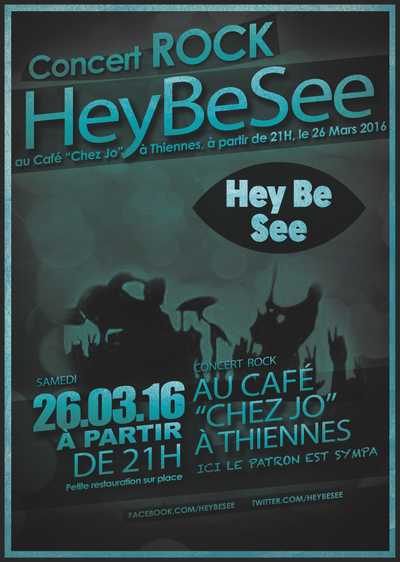 Concert ROCK
HeyBeSee
au Café "Chez Jo" à Thiennes, à partir de 21H, le 26 Mars 2016
Hey Be
See
SAMEDI
26.03.16
À PARTIR
DE 21H
Petite restauration sur place
CONCERT ROCK
AU CAFÉ
"CHEZ JO"
À THIENNES
ICI LE PATRON EST SYMPA
FACEBOOK.COM/HEYBESEE TWITTER.COM/HEYBESEE